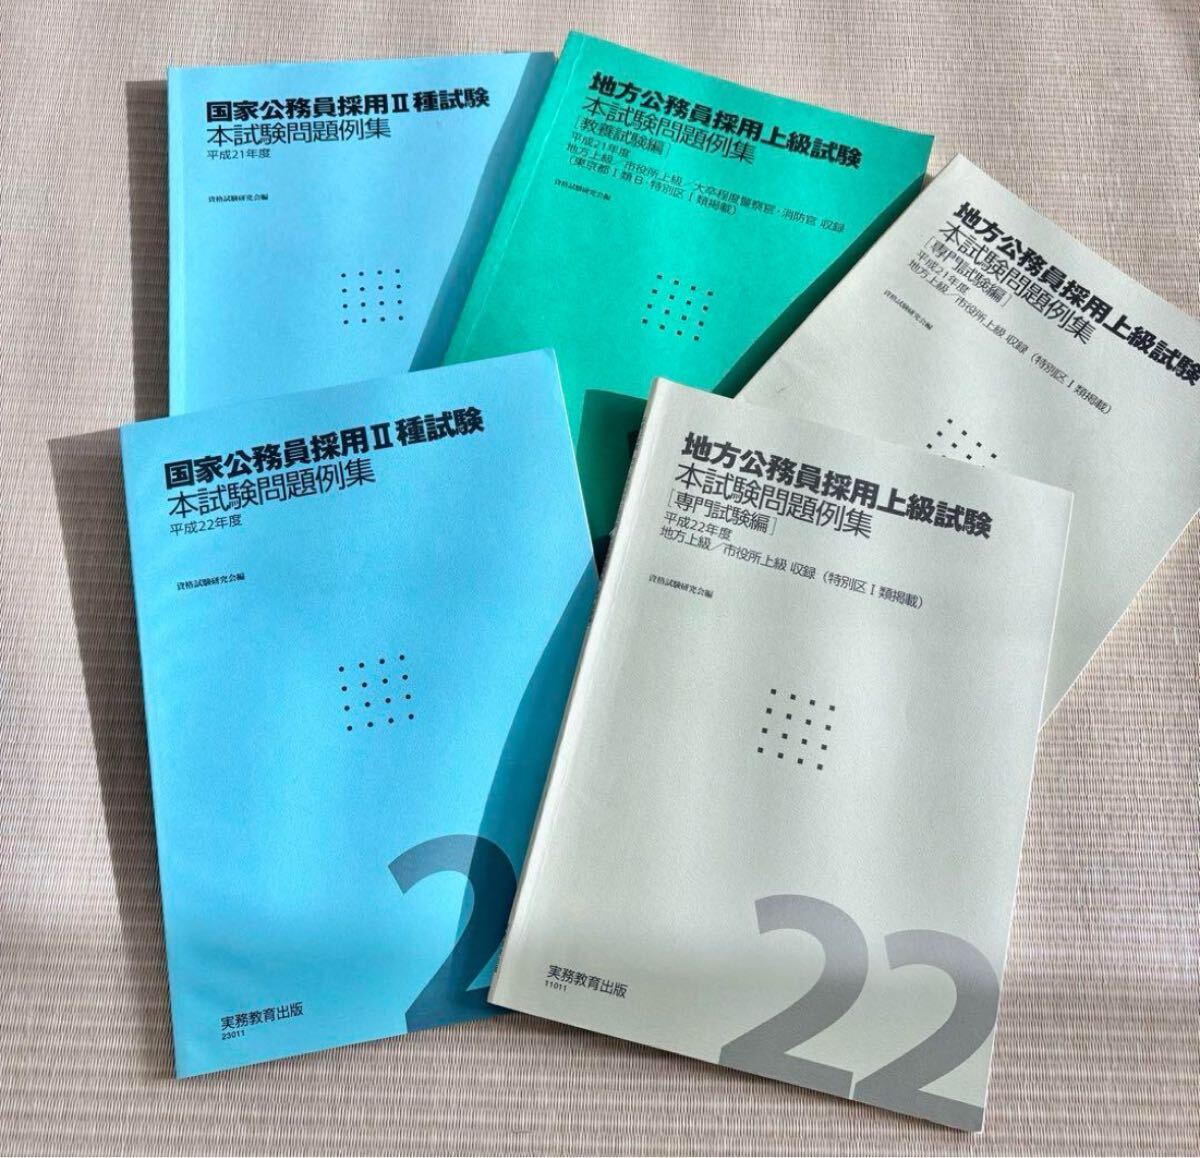 国家公務員採用Ⅱ種試験
本試験問題例集
平成21年度
資格試験研究会編
地方公務員採用上級試験
本試験問題例集
［教養試験編］
平成21年度
地方上級／市役所上級／大卒程度警察官・消防官 収録
（東京都Ⅰ類B・特別区Ⅰ類掲載）
資格試験研究会編
地方公務員採用上級試験
本試験問題例集
［専門試験編］
平成21年度
地方上級／市役所上級 収録（特別区Ⅰ類掲載）
資格試験研究会編
国家公務員採用Ⅱ種試験
本試験問題例集
平成22年度
資格試験研究会編
2
実務教育出版
23011
地方公務員採用上級試験
本試験問題例集
［専門試験編］
平成22年度
地方上級／市役所上級 収録（特別区Ⅰ類掲載）
資格試験研究会編
22
実務教育出版
11011